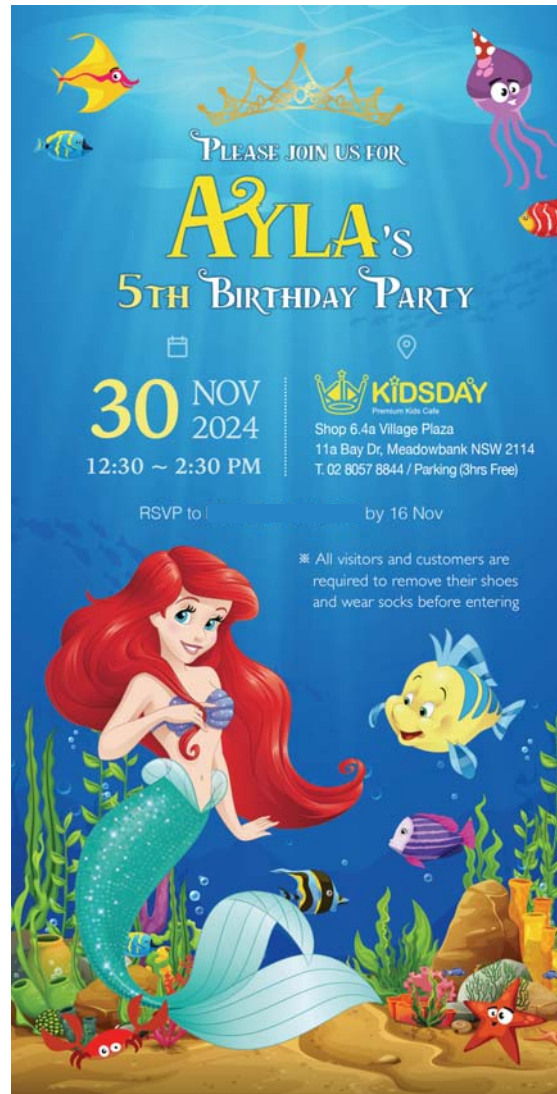 PLEASE JOIN US FOR
AYLA'S
5TH BIRTHDAY PARTY
30 NOV
2024
12:30 ~ 2:30 PM
KiDSDAY
Premium Kids Cafe
Shop 6.4a Village Plaza
11a Bay Dr, Meadowbank NSW 2114
T. 02 8057 8844 / Parking (3hrs Free)
RSVP to by 16 Nov
※ All visitors and customers are
required to remove their shoes
and wear socks before entering